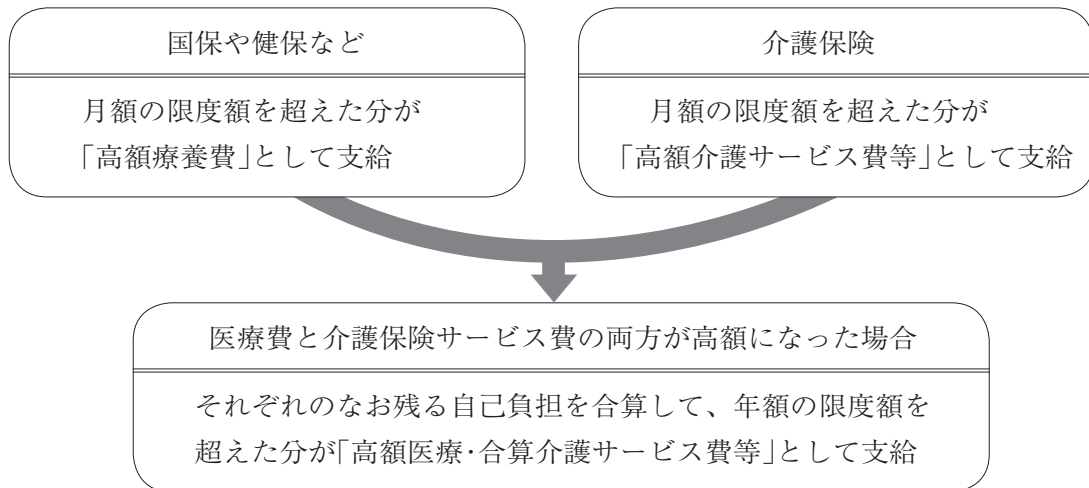 国保や健保など
月額の限度額を超えた分が
「高額療養費」として支給
介護保険
月額の限度額を超えた分が
「高額介護サービス費等」として支給
医療費と介護保険サービス費の両方が高額になった場合
それぞれのなお残る自己負担を合算して、年額の限度額を
超えた分が「高額医療・合算介護サービス費等」として支給